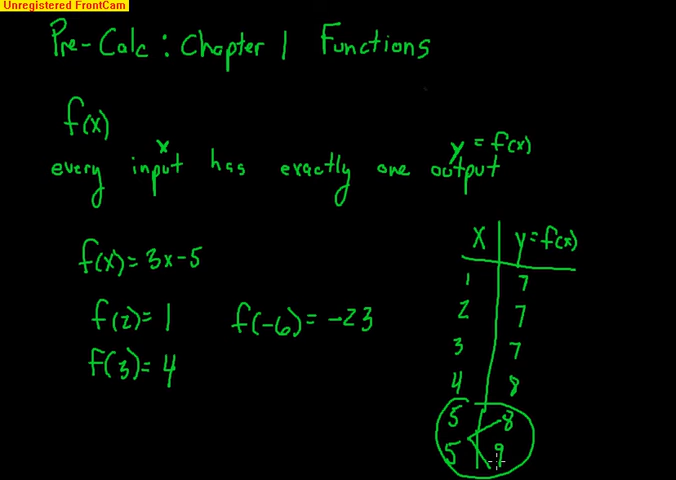 Unregistered FrontCam
Pre-Calc: Chapter 1 Functions
f(x)
x y = f(x)
every input has exactly one output
f(x) = 3x-5
f(2) = 1 f(-6) = -23
f(3) = 4
X y = f(x)
1 7
2 7
3 7
4 8
5 8
5 9